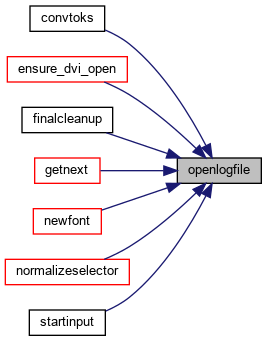 convtoks
ensure_dvi_open
finalcleanup
getnext
openlogfile
newfont
normalizeselector
startinput